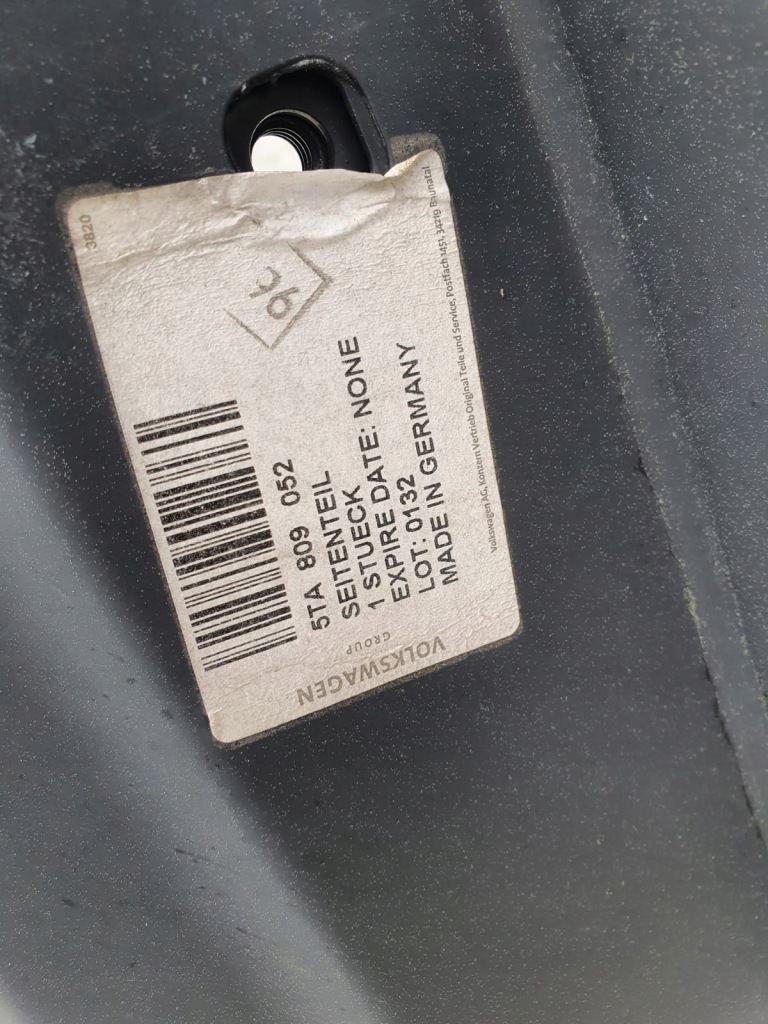 3820
96
5TA 809 052
SEITENTEIL
1 STUECK
EXPIRE DATE: NONE
LOT: 0132
MADE IN GERMANY
Volkswagen AG, Konzern Vertrieb Original Teile und Service, Postfach 1451, 34219 Baunatal
VOLKSWAGEN
GROUP